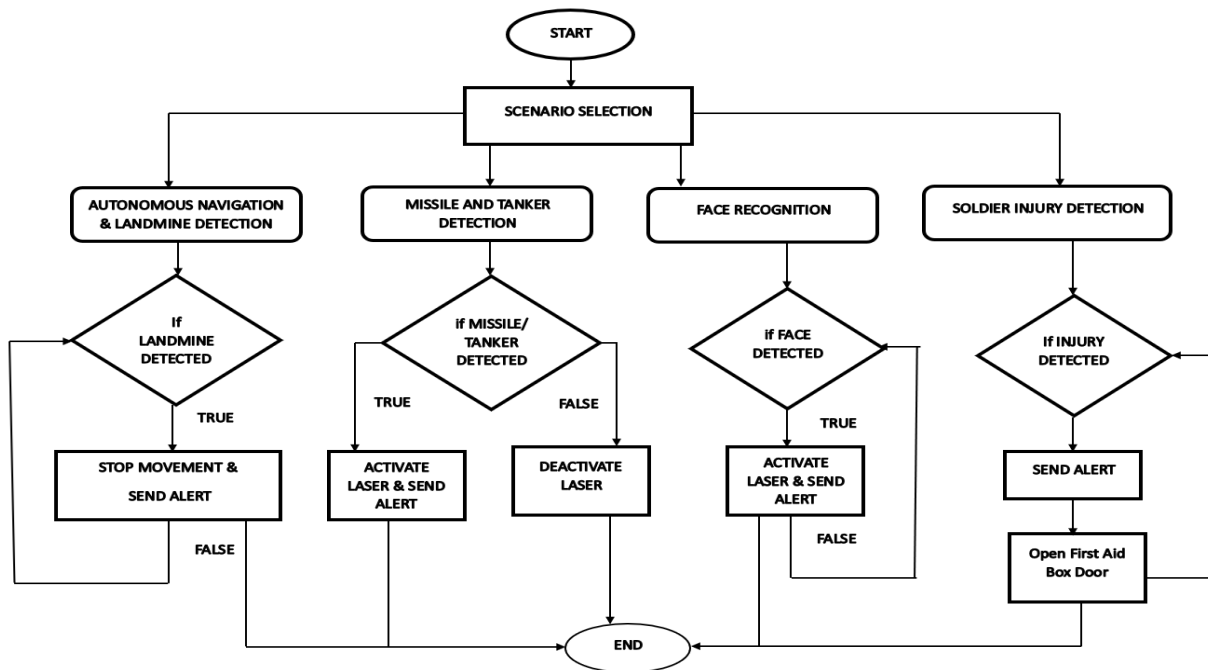 START
SCENARIO SELECTION
AUTONOMOUS NAVIGATION
& LANDMINE DETECTION
MISSILE AND TANKER
DETECTION
FACE RECOGNITION
SOLDIER INJURY DETECTION
If
LANDMINE
DETECTED
if MISSILE/
TANKER
DETECTED
if FACE
DETECTED
If INJURY
DETECTED
TRUE
TRUE
FALSE
TRUE
STOP MOVEMENT &
SEND ALERT
ACTIVATE
LASER & SEND
ALERT
DEACTIVATE
LASER
ACTIVATE
LASER & SEND
ALERT
SEND ALERT
FALSE
FALSE
Open First Aid
Box Door
END